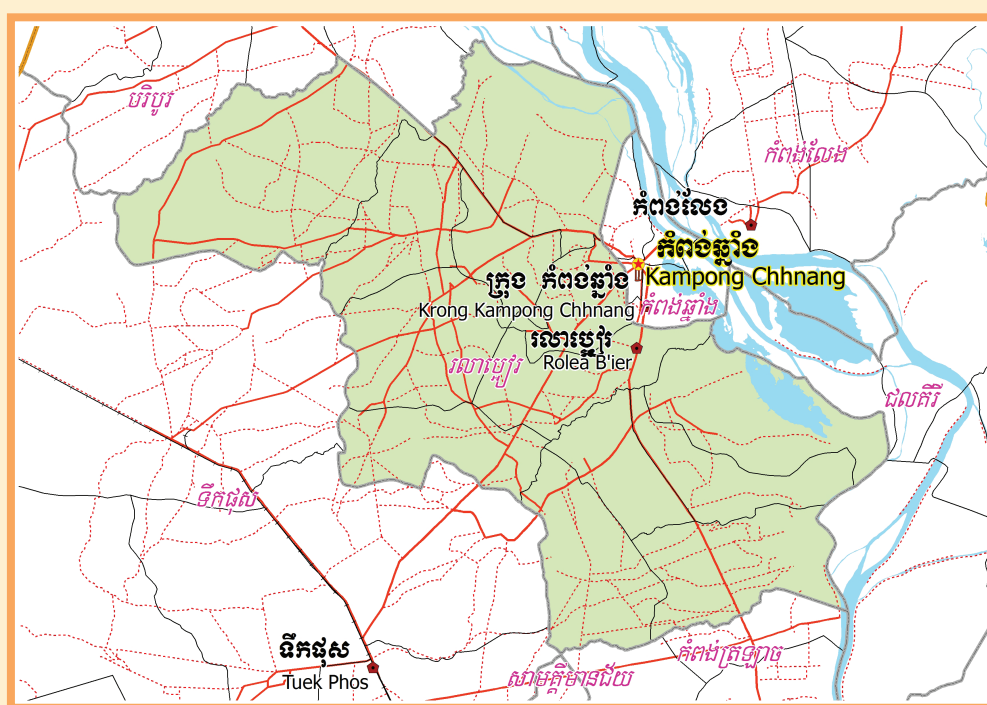 បរិបូរ
កំពង់លែង
កំពង់លែង
កំពង់ឆ្នាំង
Kampong Chhnang
ក្រុង កំពង់ឆ្នាំង
Krong Kampong Chhnang
កំពង់ឆ្នាំង
រលាប្អៀរ
Rolea B'ier
រលាប្អៀរ
ជលគិរី
ទឹកផុស
ទឹកផុស
Tuek Phos
កំពង់ត្រឡាច
សាមគ្គីមានជ័យ